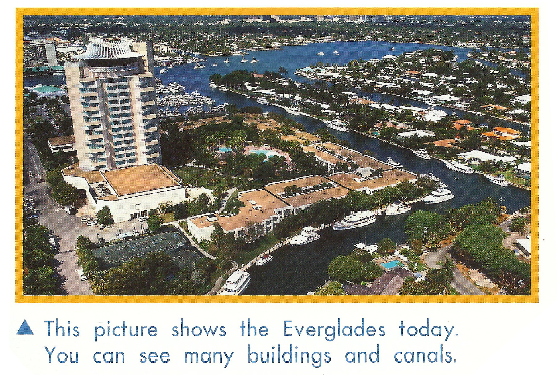 This picture shows the Everglades today.
You can see many buildings and canals.